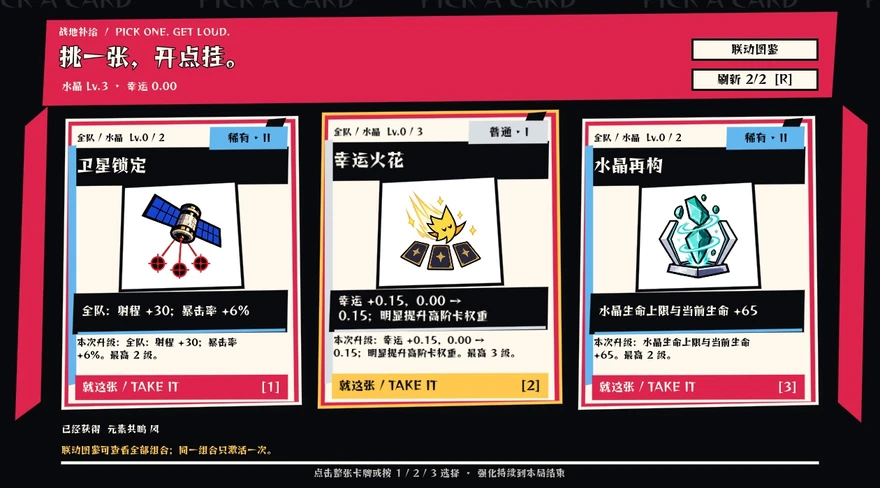 战地补给 / PICK ONE. GET LOUD.
挑一张，开点挂。
水晶 Lv.3 · 幸运 0.00
联动图鉴
刷新 2/2 [R]
全队 / 水晶 Lv.0 / 2
稀有 · II
卫星锁定
全队：射程 +30；暴击率 +6%
本次升级：全队：射程 +30；暴击率
+6%。最高 2 级。
就这张 / TAKE IT [1]
全队 / 水晶 Lv.0 / 3
普通 · I
幸运火花
幸运 +0.15，0.00 →
0.15；明显提升高阶卡权重
本次升级：幸运 +0.15，0.00 →
0.15；明显提升高阶卡权重。最高 3 级。
就这张 / TAKE IT [2]
全队 / 水晶 Lv.0 / 2
稀有 · II
水晶再构
水晶生命上限与当前生命 +65
本次升级：水晶生命上限与当前生命
+65。最高 2 级。
就这张 / TAKE IT [3]
已经获得 元素共鸣 风
联动图鉴可查看全部组合；同一组合只激活一次。
点击整张卡牌或按 1 / 2 / 3 选择 · 强化持续到本局结束